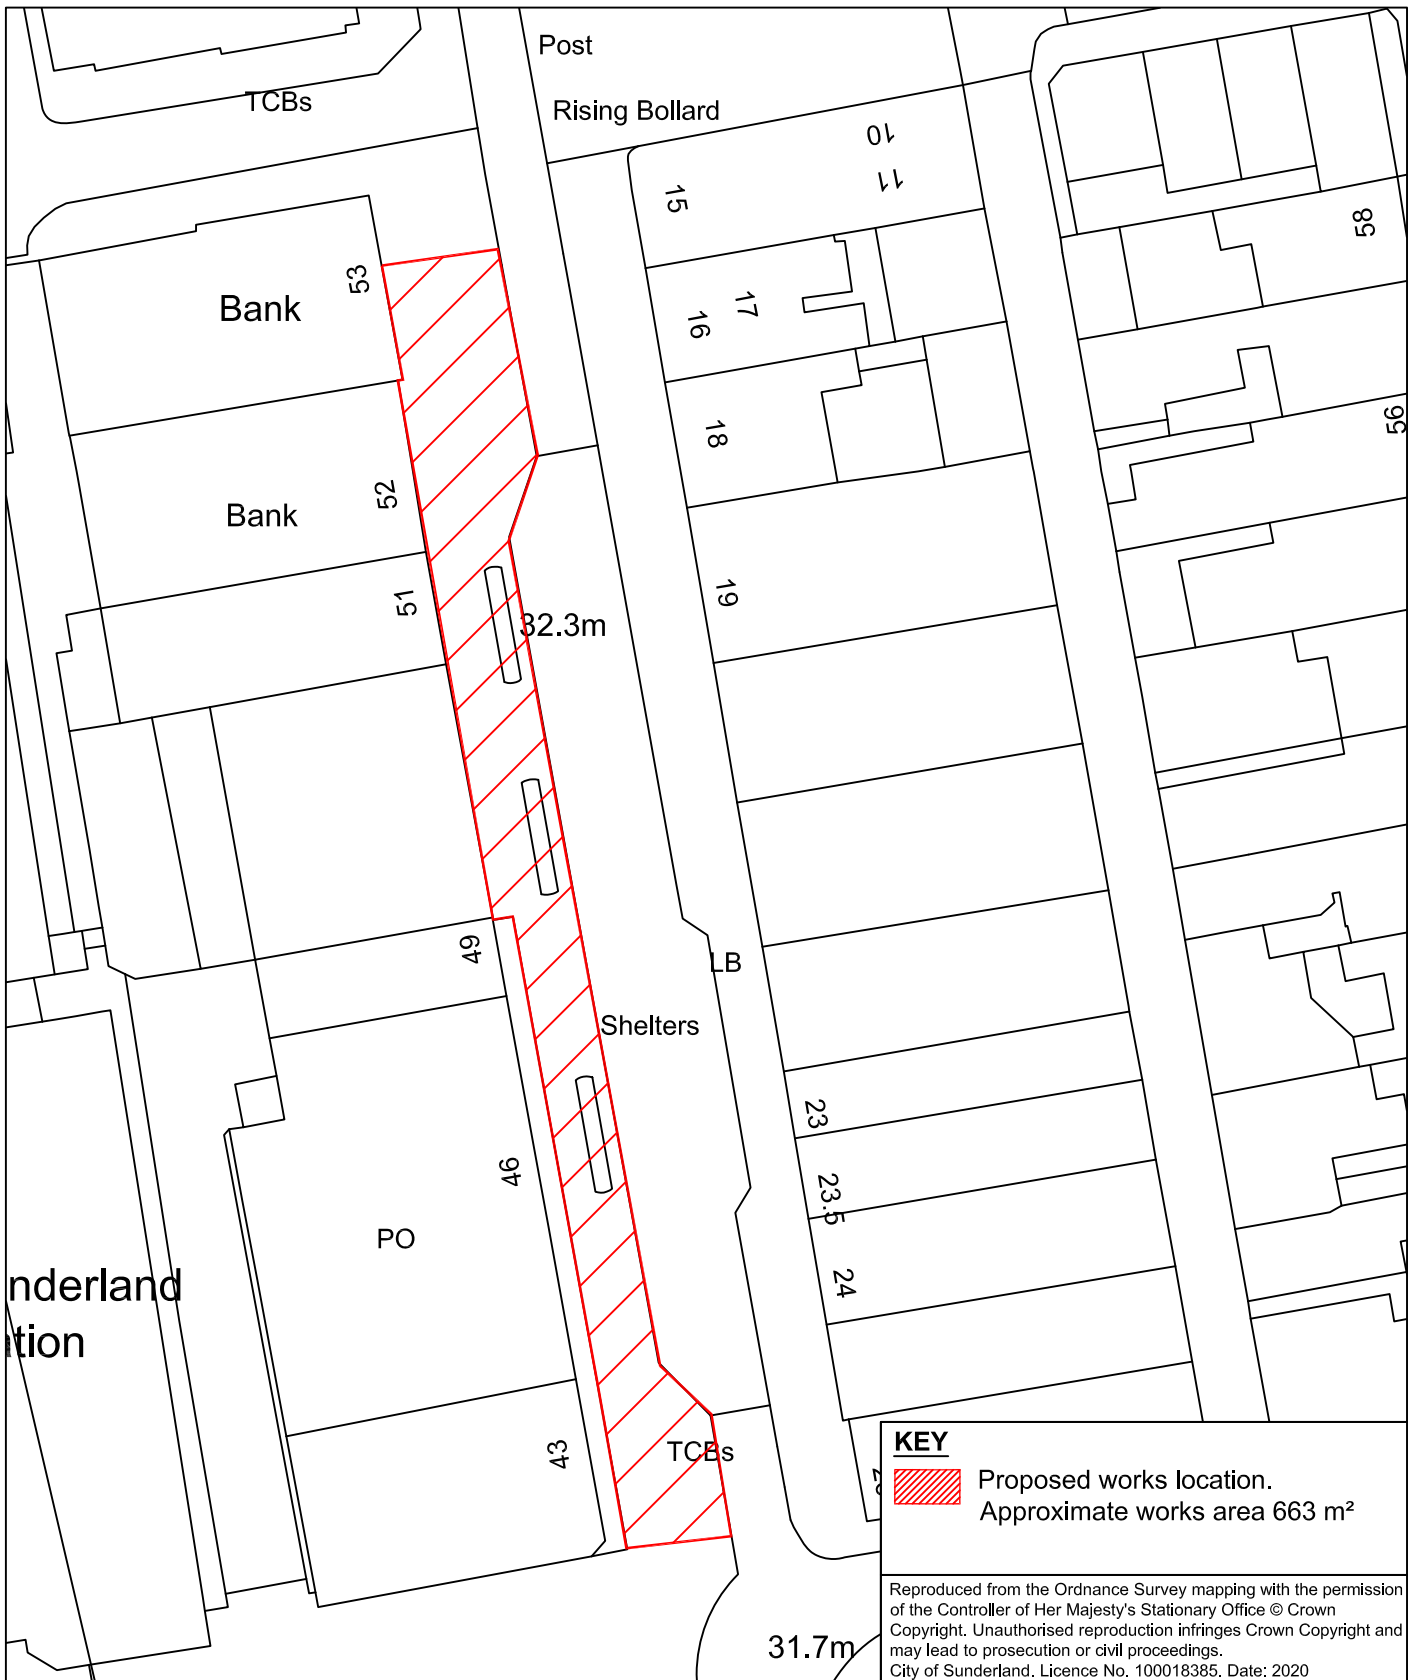 Post
TCBs
Rising Bollard
10
11
15
58
53
Bank
17
16
18
56
52
Bank
51
19
32.3m
49
LB
Shelters
23
46
23.5
PO
24
nderland
ation
43
TCBs
KEY
Proposed works location.
Approximate works area 663 m²
Reproduced from the Ordnance Survey mapping with the permission
of the Controller of Her Majesty's Stationary Office © Crown
Copyright. Unauthorised reproduction infringes Crown Copyright and
may lead to prosecution or civil proceedings.
31.7m
City of Sunderland. Licence No. 100018385. Date: 2020